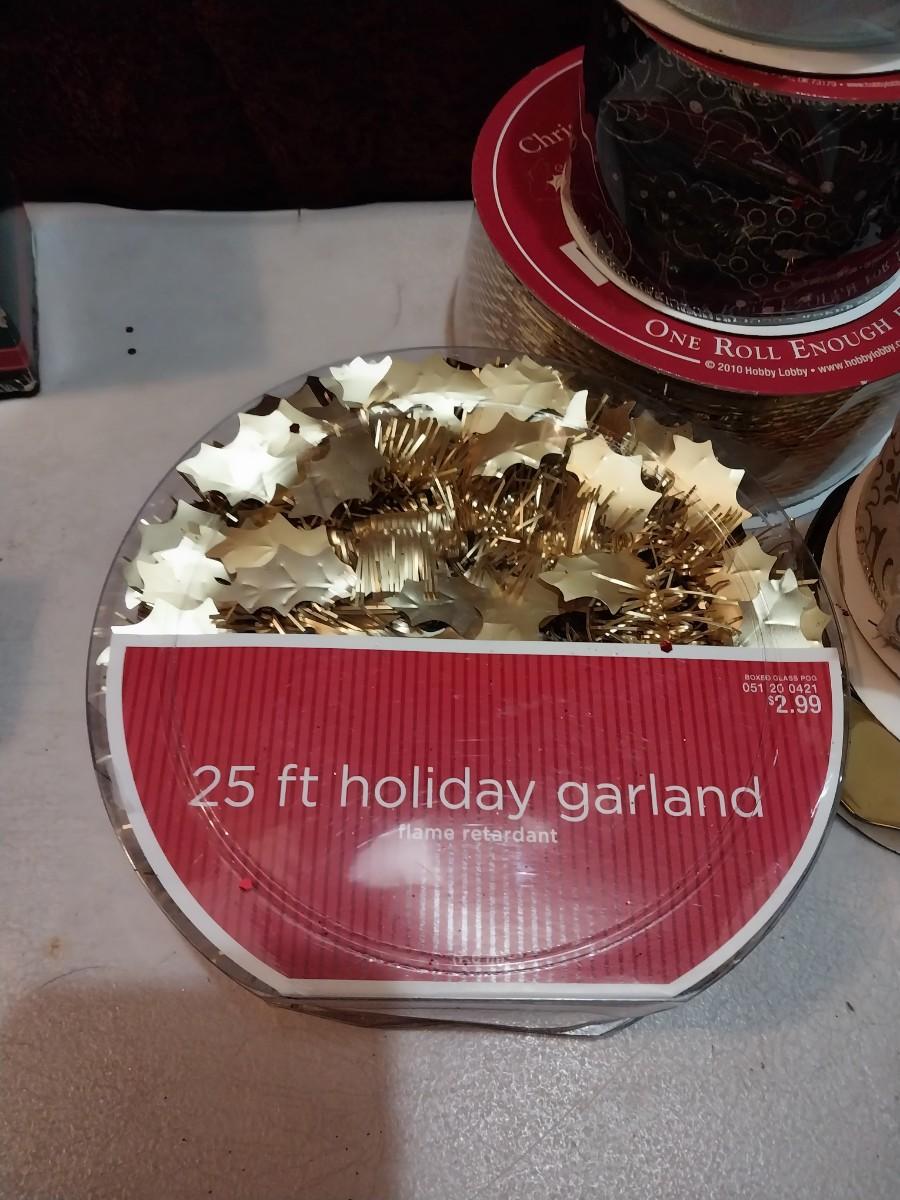 Chri
ONE ROLL ENOUGH
© 2010 Hobby Lobby • www.hobbylobby.c
BOXED GLASS POG
051 20 0421
$2.99
25 ft holiday garland
flame retardant